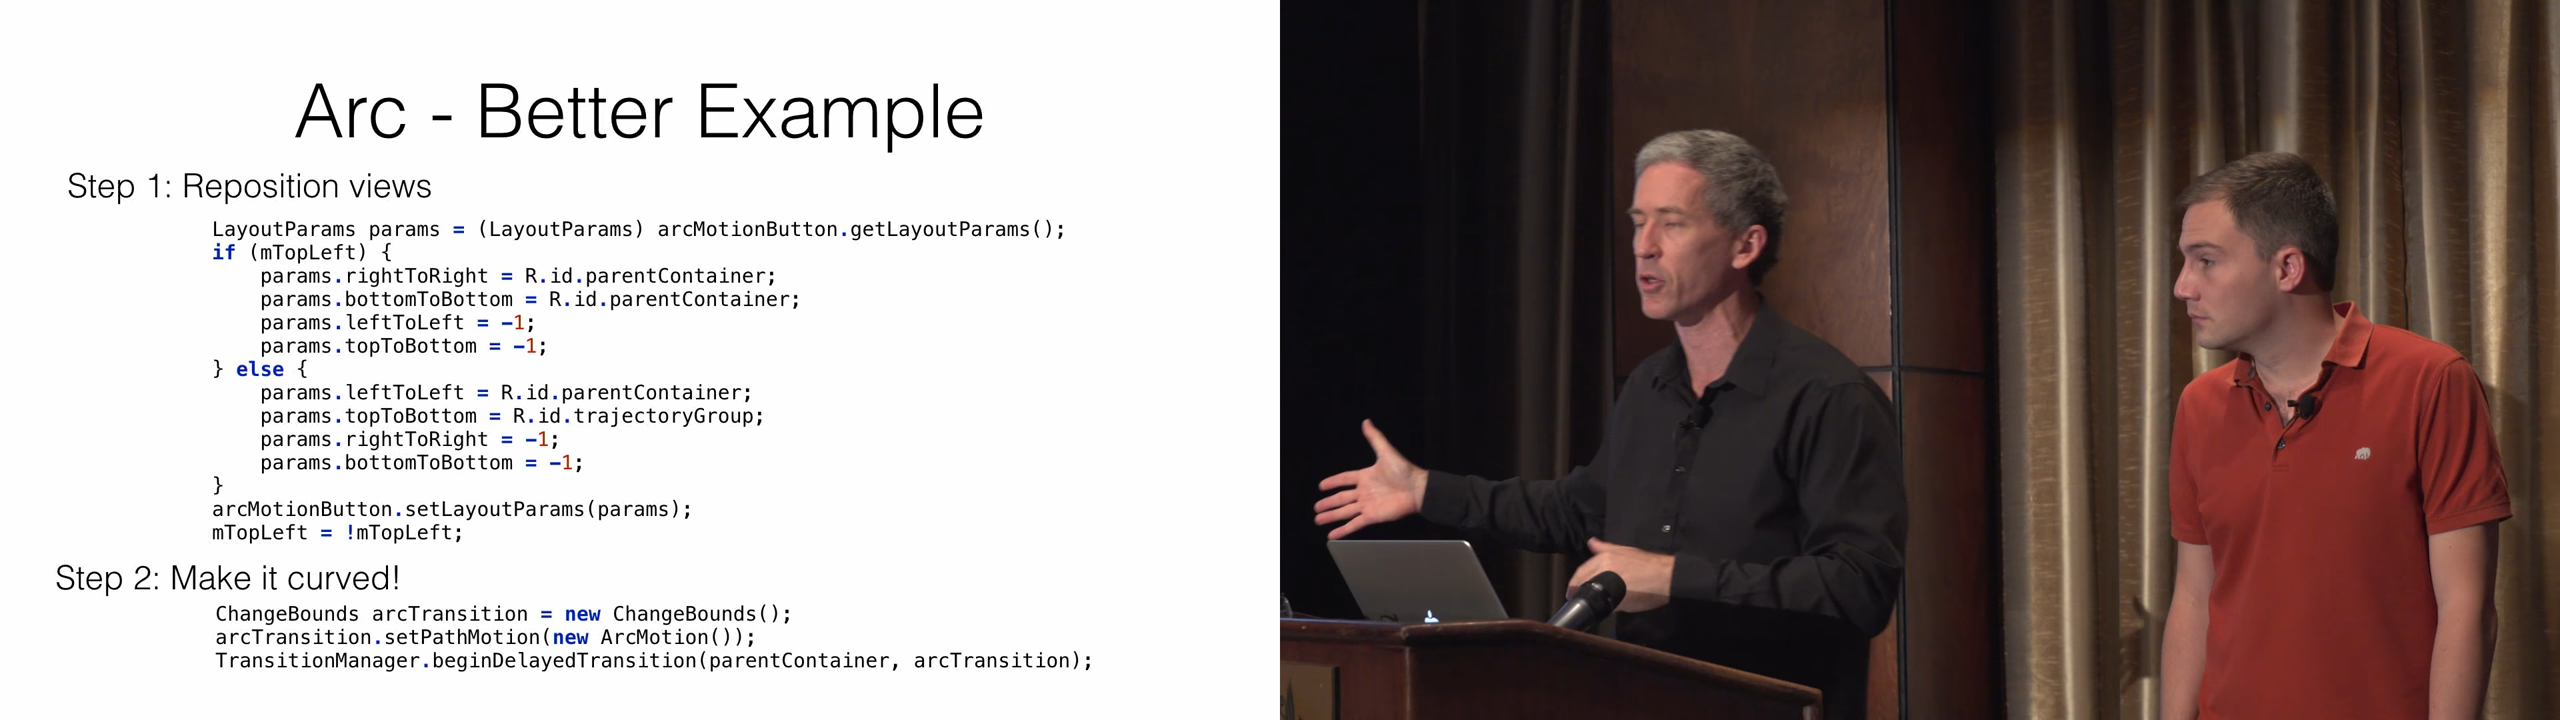 Arc - Better Example
Step 1: Reposition views
LayoutParams params = (LayoutParams) arcMotionButton.getLayoutParams();
if (mTopLeft) {
    params.rightToRight = R.id.parentContainer;
    params.bottomToBottom = R.id.parentContainer;
    params.leftToLeft = -1;
    params.topToBottom = -1;
} else {
    params.leftToLeft = R.id.parentContainer;
    params.topToBottom = R.id.trajectoryGroup;
    params.rightToRight = -1;
    params.bottomToBottom = -1;
}
arcMotionButton.setLayoutParams(params);
mTopLeft = !mTopLeft;
Step 2: Make it curved!
ChangeBounds arcTransition = new ChangeBounds();
arcTransition.setPathMotion(new ArcMotion());
TransitionManager.beginDelayedTransition(parentContainer, arcTransition);